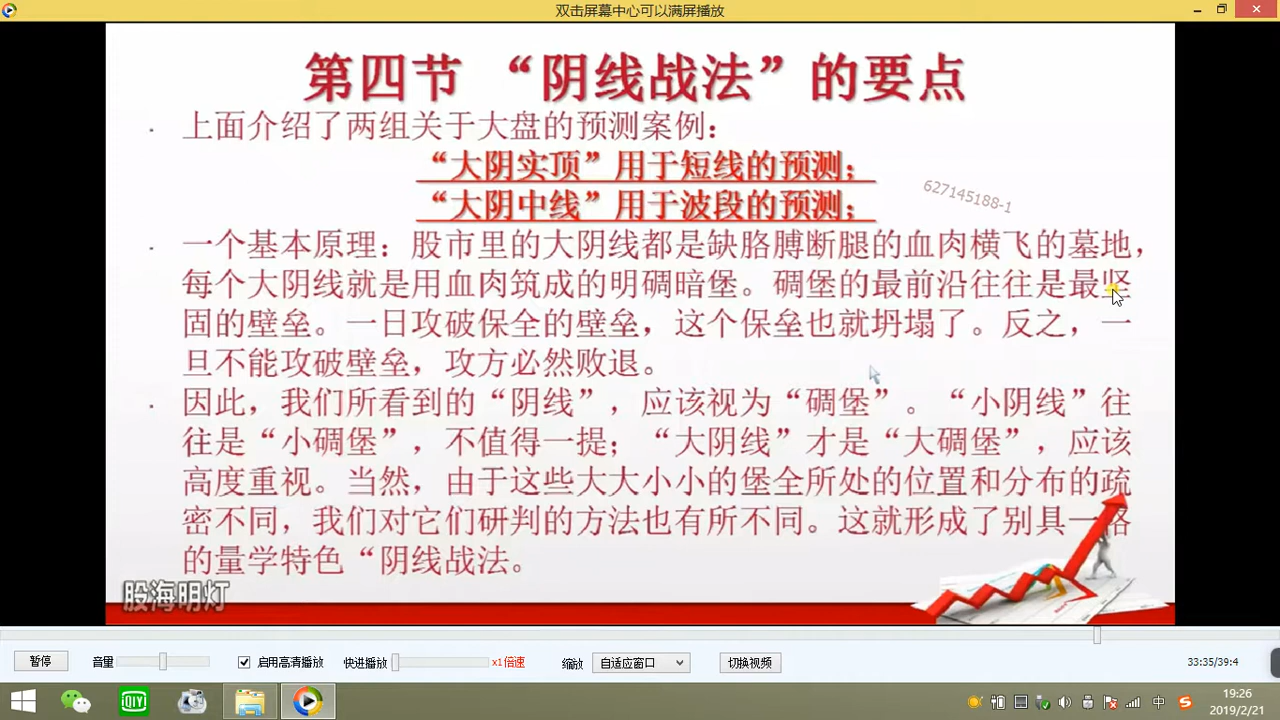 双击屏幕中心可以满屏播放
第四节 “阴线战法”的要点
· 上面介绍了两组关于大盘的预测案例：
“大阴实顶”用于短线的预测；
“大阴中线”用于波段的预测；
627145188-1
· 一个基本原理：股市里的大阴线都是缺胳膊断腿的血肉横飞的墓地，
每个大阴线就是用血肉筑成的明碉暗堡。碉堡的最前沿往往是最坚
固的壁垒。一日攻破保全的壁垒，这个保垒也就坍塌了。反之，一
旦不能攻破壁垒，攻方必然败退。
· 因此，我们所看到的“阴线”，应该视为“碉堡”。“小阴线”往
往是“小碉堡”，不值得一提；“大阴线”才是“大碉堡”，应该
高度重视。当然，由于这些大大小小的堡全所处的位置和分布的疏
密不同，我们对它们研判的方法也有所不同。这就形成了别具一格
的量学特色“阴线战法。
股海明灯
暂停 音量 启用高清播放 快进播放 x1倍速 缩放 自适应窗口 切换视频 33:35/39:4
QIYI 中 19:26
2019/2/21